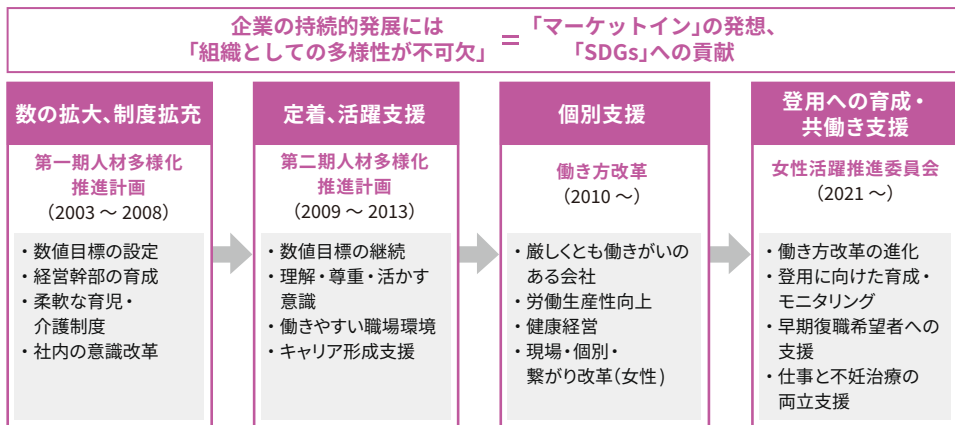 企業の持続的発展には
「組織としての多様性が不可欠」
=
「マーケットイン」の発想、
「SDGs」への貢献
数の拡大、制度拡充
第一期人材多様化
推進計画
（2003 ～ 2008）
・数値目標の設定
・経営幹部の育成
・柔軟な育児・
介護制度
・社内の意識改革
定着、活躍支援
第二期人材多様化
推進計画
（2009 ～ 2013）
・数値目標の継続
・理解・尊重・活かす
意識
・働きやすい職場環境
・キャリア形成支援
個別支援
働き方改革
（2010 ～）
・厳しくとも働きがいの
ある会社
・労働生産性向上
・健康経営
・現場・個別・
繋がり改革（女性)
登用への育成・
共働き支援
女性活躍推進委員会
（2021 ～）
・働き方改革の進化
・登用に向けた育成・
モニタリング
・早期復職希望者への
支援
・仕事と不妊治療の
両立支援